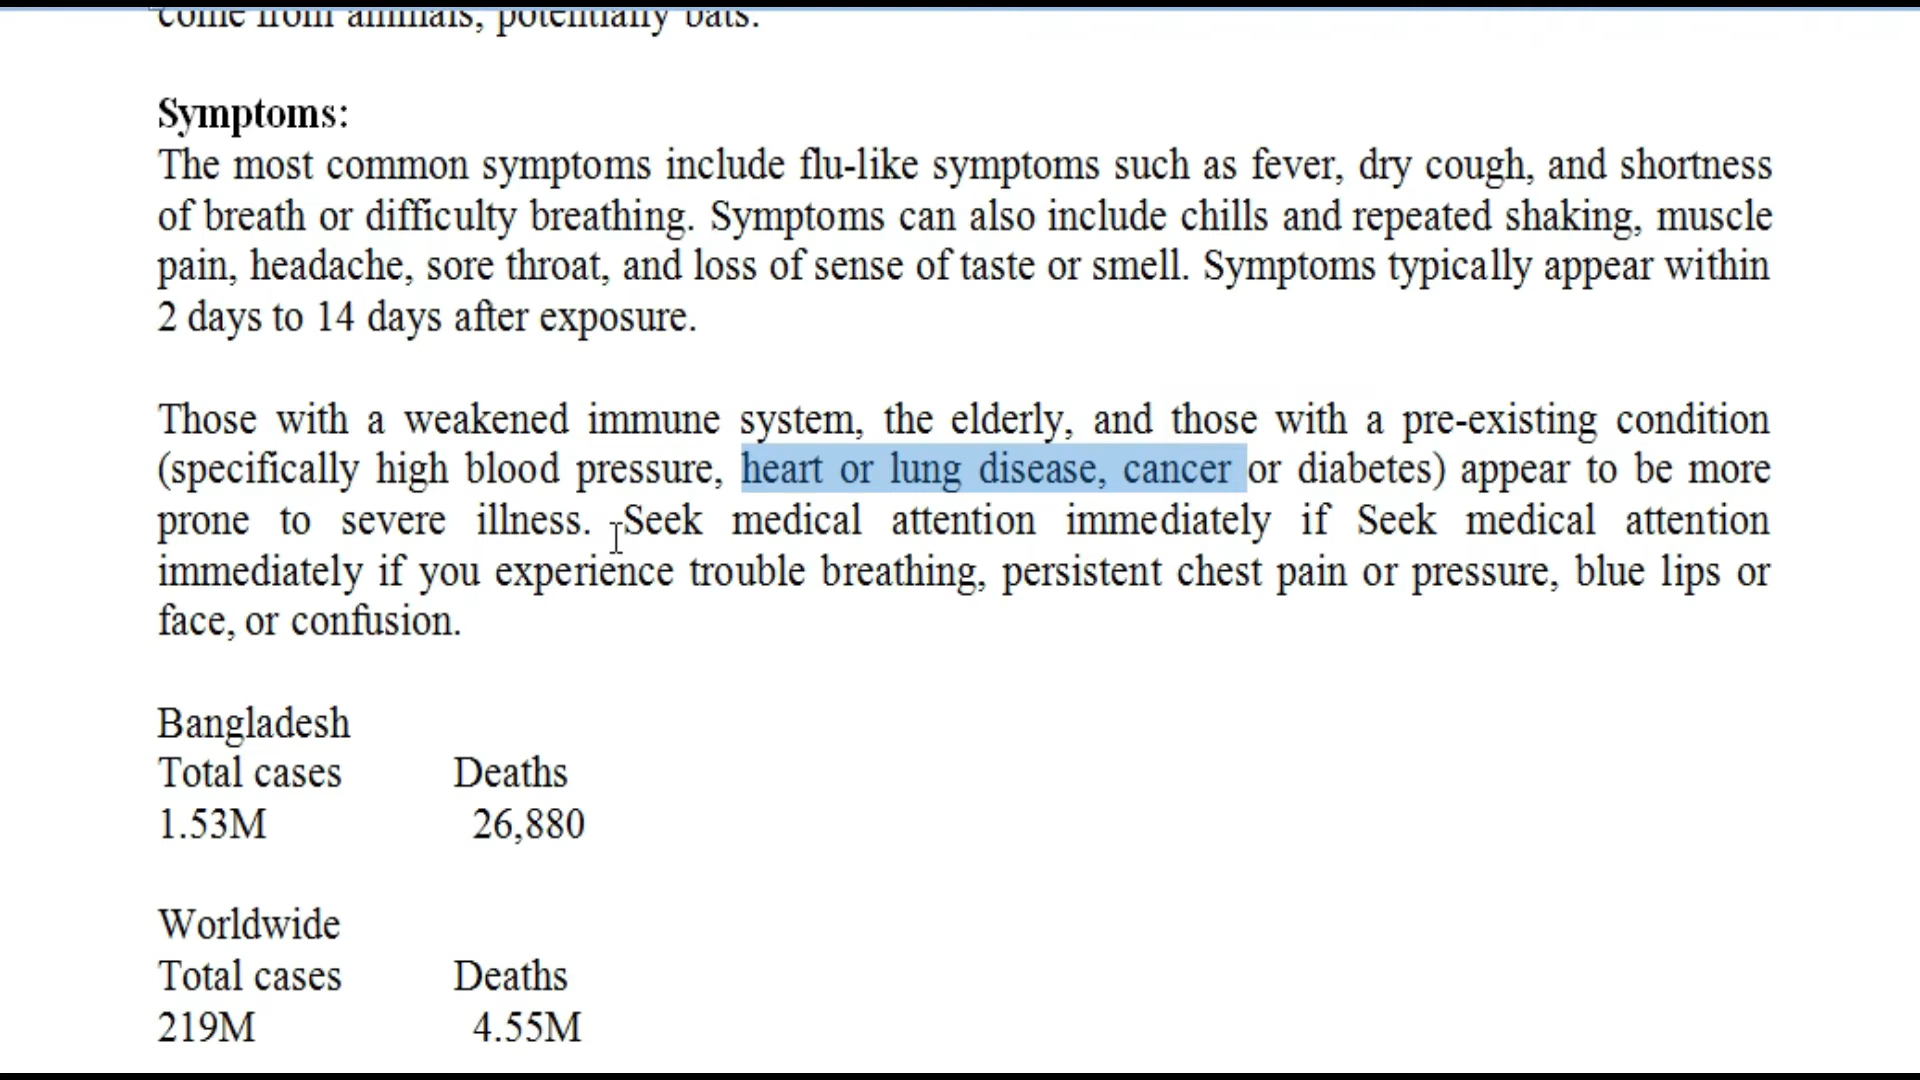 come from animals, potentially bats.
Symptoms:
The most common symptoms include flu-like symptoms such as fever, dry cough, and shortness
of breath or difficulty breathing. Symptoms can also include chills and repeated shaking, muscle
pain, headache, sore throat, and loss of sense of taste or smell. Symptoms typically appear within
2 days to 14 days after exposure.
Those with a weakened immune system, the elderly, and those with a pre-existing condition
(specifically high blood pressure, heart or lung disease, cancer or diabetes) appear to be more
prone to severe illness. Seek medical attention immediately if Seek medical attention
immediately if you experience trouble breathing, persistent chest pain or pressure, blue lips or
face, or confusion.
Bangladesh
Total cases Deaths
1.53M 26,880
Worldwide
Total cases Deaths
219M 4.55M